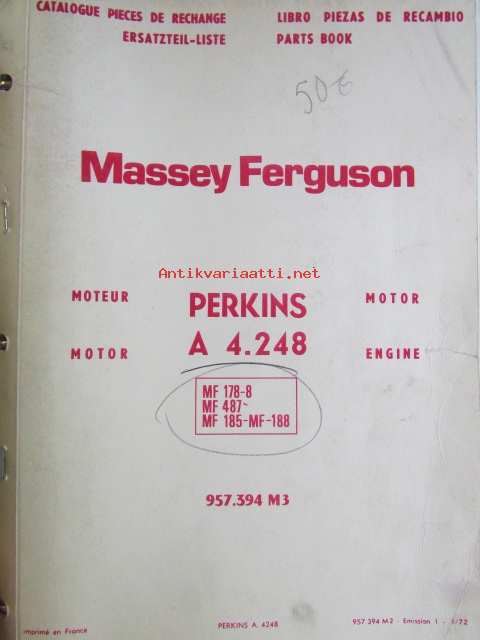 CATALOGUE PIECES DE RECHANGE
LIBRO PIEZAS DE RECAMBIO
ERSATZTEIL-LISTE
PARTS BOOK
50€
Massey Ferguson
Antikvariaatti.net
MOTEUR
PERKINS
MOTOR
MOTOR
A 4.248
ENGINE
MF 178-8
MF 487-
MF 185-MF-188
957.394 M3
Imprimé en France
PERKINS A. 4248
957 394 M2 - Emission 1 - /72